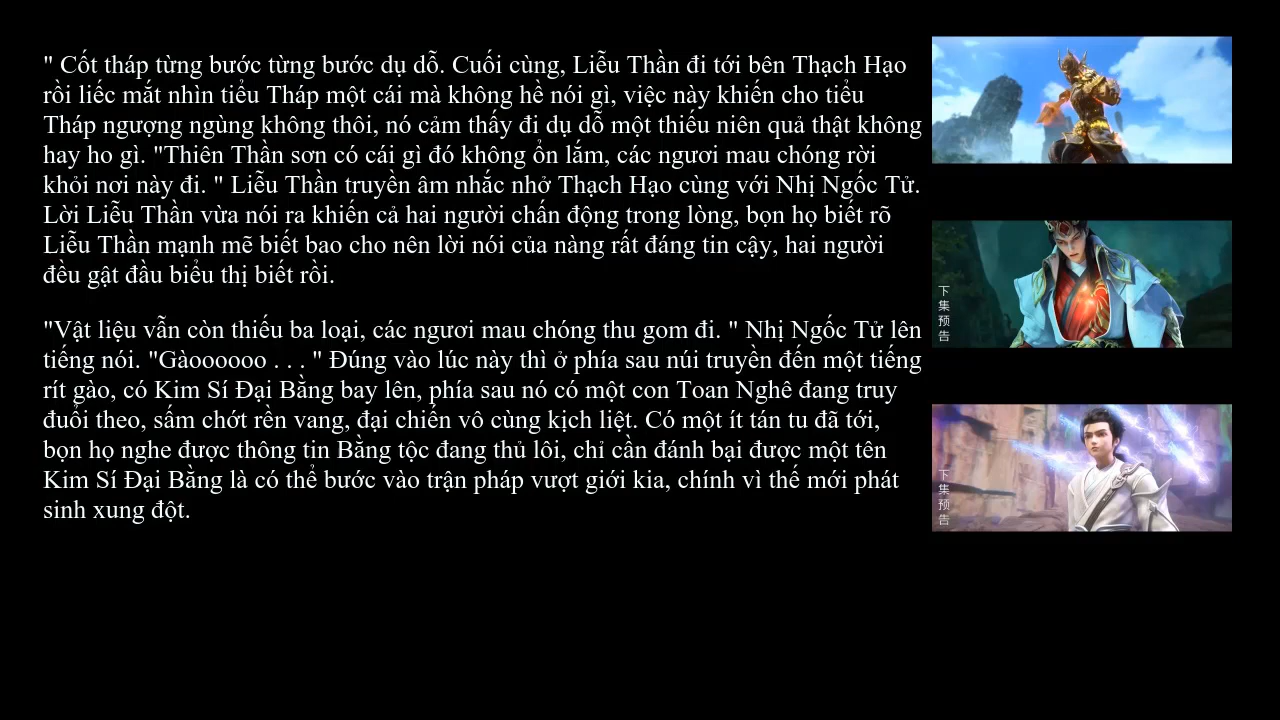 " Cốt tháp từng bước từng bước dụ dỗ. Cuối cùng, Liễu Thần đi tới bên Thạch Hạo
rồi liếc mắt nhìn tiểu Tháp một cái mà không hề nói gì, việc này khiến cho tiểu
Tháp ngượng ngùng không thôi, nó cảm thấy đi dụ dỗ một thiếu niên quả thật không
hay ho gì. "Thiên Thần sơn có cái gì đó không ổn lắm, các ngươi mau chóng rời
khỏi nơi này đi. " Liễu Thần truyền âm nhắc nhở Thạch Hạo cùng với Nhị Ngốc Tử.
Lời Liễu Thần vừa nói ra khiến cả hai người chấn động trong lòng, bọn họ biết rõ
Liễu Thần mạnh mẽ biết bao cho nên lời nói của nàng rất đáng tin cậy, hai người
đều gật đầu biểu thị biết rồi.
"Vật liệu vẫn còn thiếu ba loại, các ngươi mau chóng thu gom đi. " Nhị Ngốc Tử lên
tiếng nói. "Gàoooooo . . . " Đúng vào lúc này thì ở phía sau núi truyền đến một tiếng
rít gào, có Kim Sí Đại Bằng bay lên, phía sau nó có một con Toan Nghê đang truy
đuổi theo, sấm chớt rền vang, đại chiến vô cùng kịch liệt. Có một ít tán tu đã tới,
bọn họ nghe được thông tin Bằng tộc đang thủ lôi, chỉ cần đánh bại được một tên
Kim Sí Đại Bằng là có thể bước vào trận pháp vượt giới kia, chính vì thế mới phát
sinh xung đột.
下集预告
下集预告